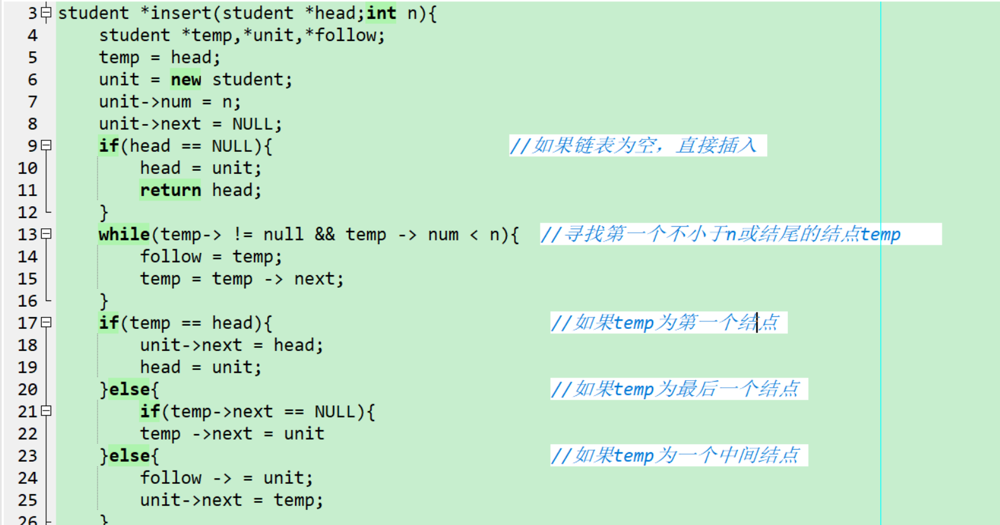 3 student *insert(student *head;int n){
4 student *temp,*unit,*follow;
5 temp = head;
6 unit = new student;
7 unit->num = n;
8 unit->next = NULL;
9 if(head == NULL){ //如果链表为空，直接插入
10 head = unit;
11 return head;
12 }
13 while(temp-> != null && temp -> num < n){ //寻找第一个不小于n或结尾的结点temp
14 follow = temp;
15 temp = temp -> next;
16 }
17 if(temp == head){ //如果temp为第一个结点
18 unit->next = head;
19 head = unit;
20 }else{ //如果temp为最后一个结点
21 if(temp->next == NULL){
22 temp ->next = unit
23 }else{ //如果temp为一个中间结点
24 follow -> = unit;
25 unit->next = temp;
26 }